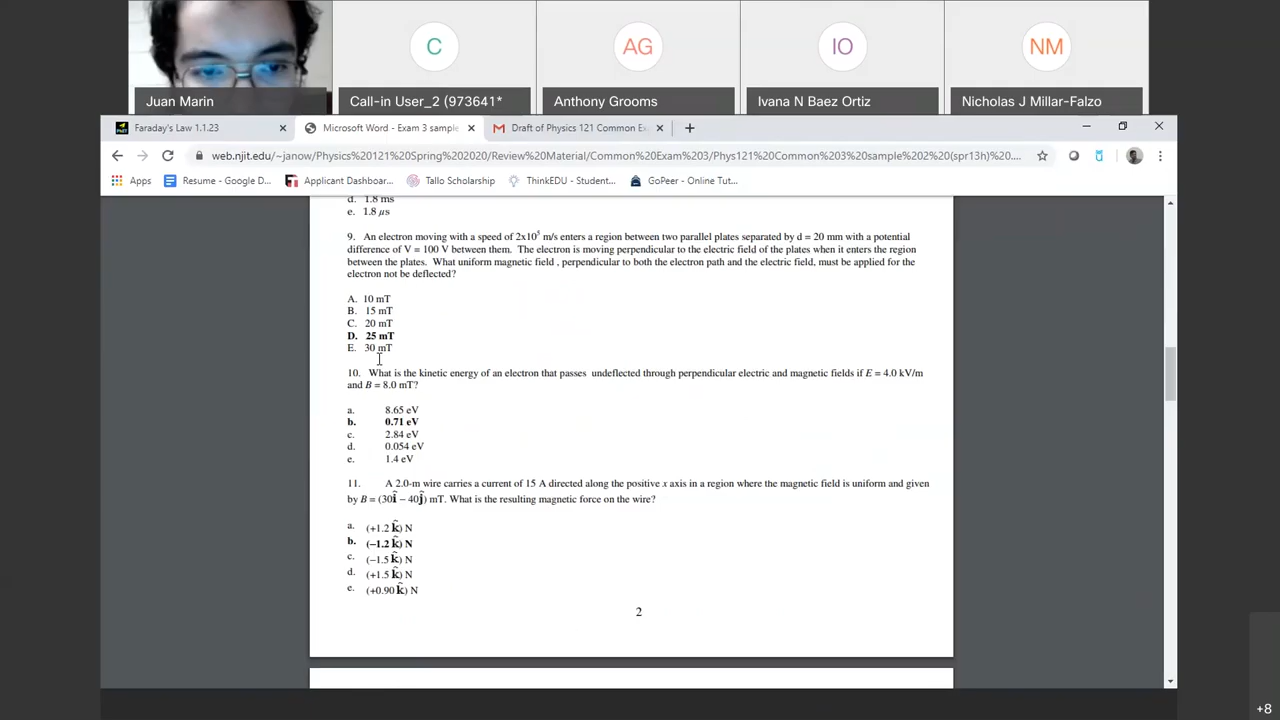 C
AG
IO
NM
Juan Marin
Call-in User_2 (973641*
Anthony Grooms
Ivana N Baez Ortiz
Nicholas J Millar-Falzo
Faraday's Law 1.1.23
Microsoft Word - Exam 3 sample
Draft of Physics 121 Common Ex
web.njit.edu/~janow/Physics%20121%20Spring%202020/Review%20Material/Common%20Exam%203/Phys121%20Common%203%20sample%202%20(spr13h)%20....
Apps
Resume - Google D...
Applicant Dashboar...
Tallo Scholarship
ThinkEDU - Student...
GoPeer - Online Tut...
d. 1.8 ms
e. 1.8 μs
9. An electron moving with a speed of 2x10⁵ m/s enters a region between two parallel plates separated by d = 20 mm with a potential
difference of V = 100 V between them. The electron is moving perpendicular to the electric field of the plates when it enters the region
between the plates. What uniform magnetic field , perpendicular to both the electron path and the electric field, must be applied for the
electron not be deflected?
A. 10 mT
B. 15 mT
C. 20 mT
D. 25 mT
E. 30 mT
10. What is the kinetic energy of an electron that passes undeflected through perpendicular electric and magnetic fields if E = 4.0 kV/m
and B = 8.0 mT?
a. 8.65 eV
b. 0.71 eV
c. 2.84 eV
d. 0.054 eV
e. 1.4 eV
11. A 2.0-m wire carries a current of 15 A directed along the positive x axis in a region where the magnetic field is uniform and given
by B = (30î − 40ĵ) mT. What is the resulting magnetic force on the wire?
a. (+1.2 k̂) N
b. (−1.2 k̂) N
c. (−1.5 k̂) N
d. (+1.5 k̂) N
e. (+0.90 k̂) N
2
+8